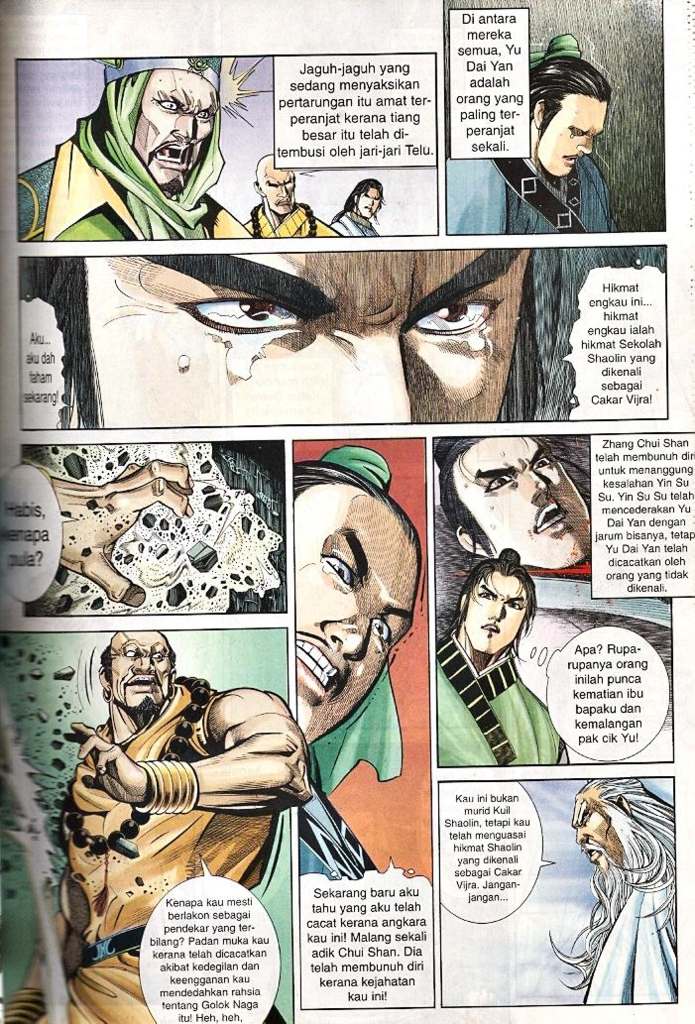 Jaguh-jaguh yang
sedang menyaksikan
pertarungan itu amat ter-
peranjat kerana tiang
besar itu telah di-
tembusi oleh jari-jari Telu.
Di antara
mereka
semua, Yu
Dai Yan
adalah
orang yang
paling ter-
peranjat
sekali.
Aku...
aku dah
faham
sekarang!
Hikmat
engkau ini...
hikmat
engkau ialah
hikmat Sekolah
Shaolin yang
dikenali
sebagai
Cakar Vijra!
Habis,
kenapa
pula?
Kenapa kau mesti
berlakon sebagai
pendekar yang ter-
bilang? Padan muka kau
kerana telah dicacatkan
akibat kedegilan dan
keengganan kau
mendedahkan rahsia
tentang Golok Naga
itu! Heh, heh,
Sekarang baru aku
tahu yang aku telah
cacat kerana angkara
kau ini! Malang sekali
adik Chui Shan. Dia
telah membunuh diri
kerana kejahatan
kau ini!
Zhang Chui Shan
telah membunuh diri
untuk menanggung
kesalahan Yin Su
Su. Yin Su Su telah
mencederakan Yu
Dai Yan dengan
jarum bisanya, tetapi
Yu Dai Yan telah
dicacatkan oleh
orang yang tidak
dikenali.
Apa? Rupa-
rupanya orang
inilah punca
kematian ibu
bapaku dan
kemalangan
pak cik Yu!
Kau ini bukan
murid Kuil
Shaolin, tetapi kau
telah menguasai
hikmat Shaolin
yang dikenali
sebagai Cakar
Vijra. Jangan-
jangan...